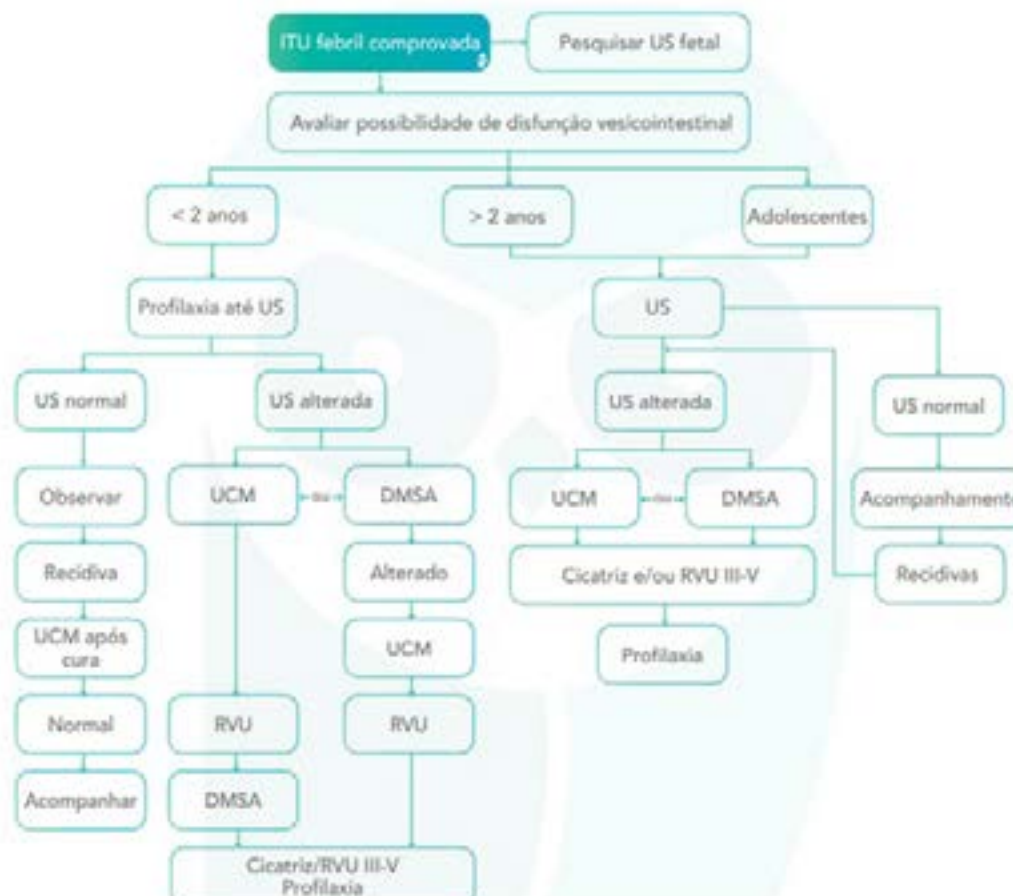 ITU febril comprovada
Pesquisar US fetal
Avaliar possibilidade de disfunção vesicointestinal
< 2 anos
> 2 anos
Adolescentes
Profilaxia até US
US
US normal
US alterada
US alterada
US normal
Observar
UCM
ou
DMSA
UCM
ou
DMSA
Acompanhamento
Recidiva
Alterado
Cicatriz e/ou RVU III-V
Recidivas
UCM após
cura
UCM
Profilaxia
Normal
RVU
RVU
Acompanhar
DMSA
Cicatriz/RVU III-V
Profilaxia